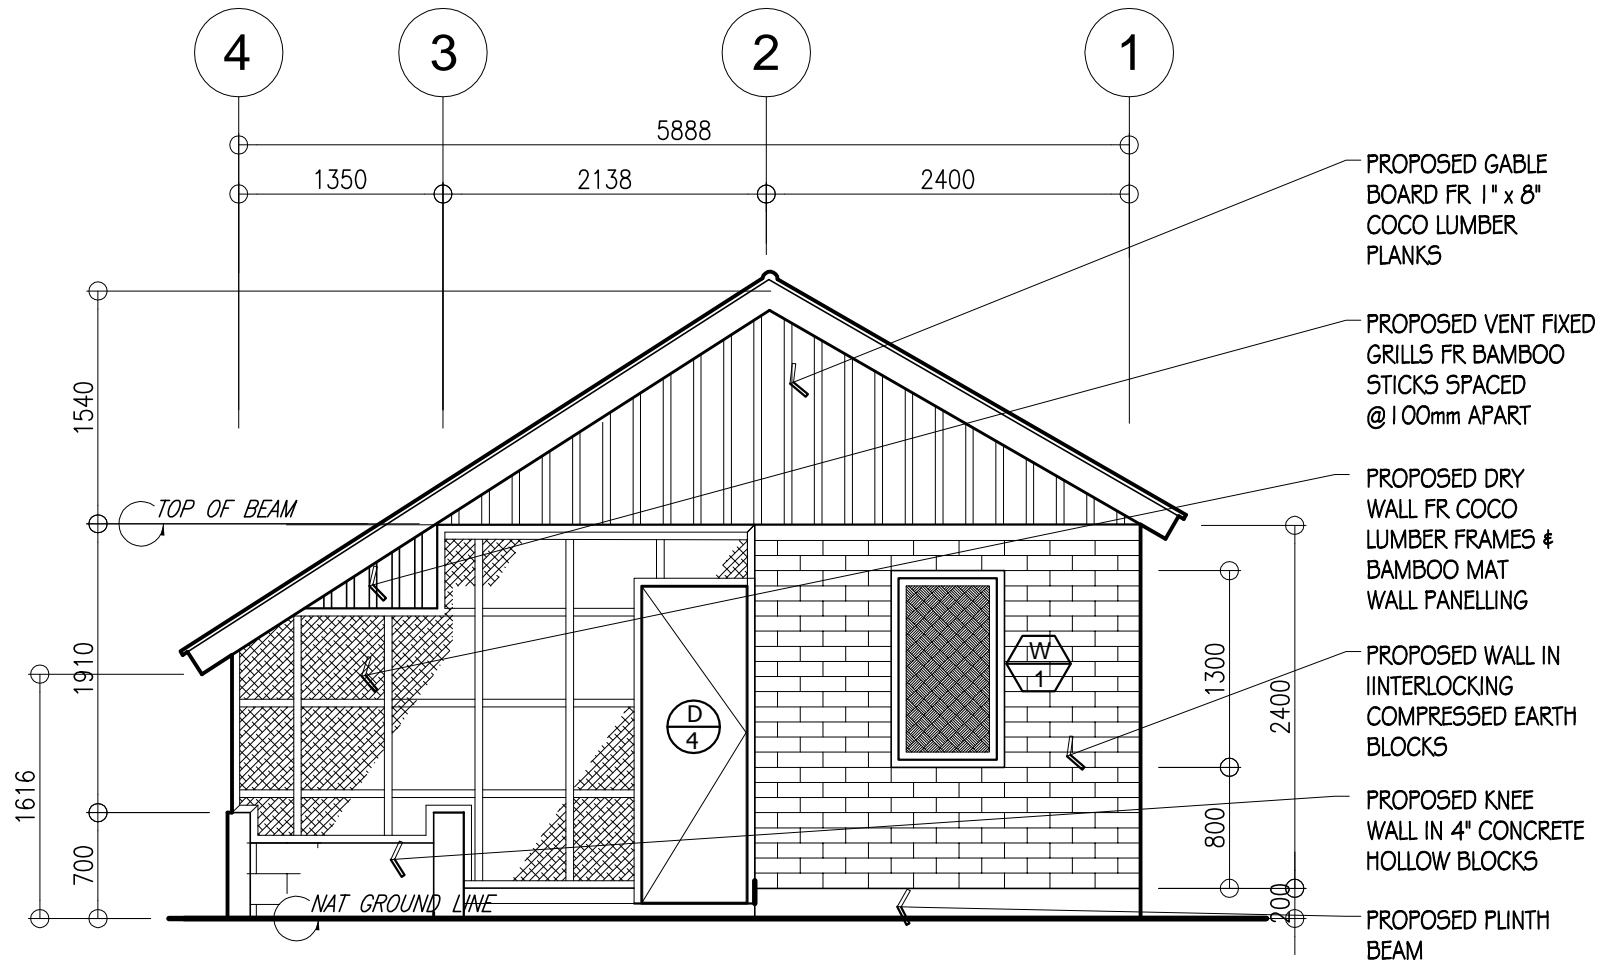 4
3
2
1
5888
1350
2138
2400
PROPOSED GABLE
BOARD FR 1" x 8"
COCO LUMBER
PLANKS
PROPOSED VENT FIXED
GRILLS FR BAMBOO
STICKS SPACED
@100mm APART
PROPOSED DRY
WALL FR COCO
LUMBER FRAMES &
BAMBOO MAT
WALL PANELLING
PROPOSED WALL IN
IINTERLOCKING
COMPRESSED EARTH
BLOCKS
PROPOSED KNEE
WALL IN 4" CONCRETE
HOLLOW BLOCKS
PROPOSED PLINTH
BEAM
1540
TOP OF BEAM
1910
1616
700
W
1
D
4
1300
2400
800
200
NAT GROUND LINE